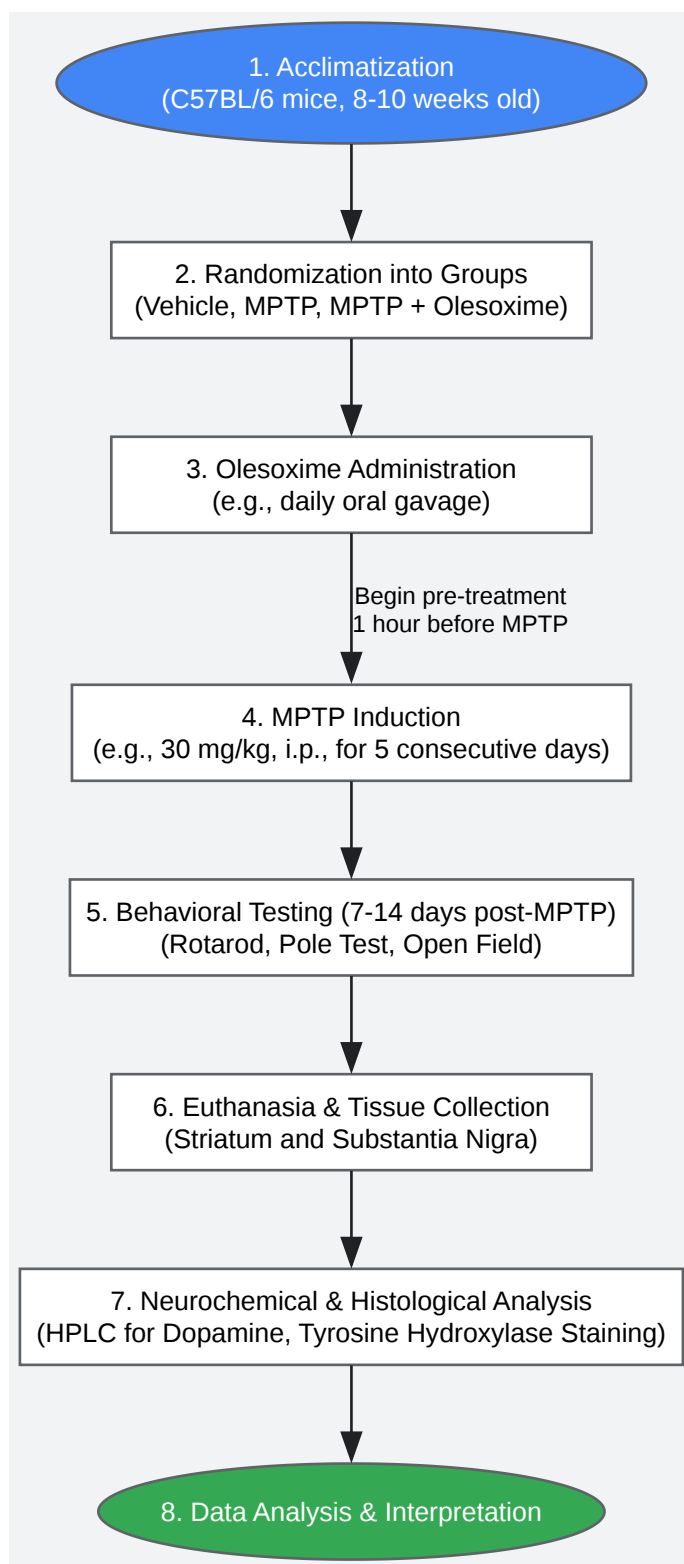 1. Acclimatization
(C57BL/6 mice, 8-10 weeks old)
2. Randomization into Groups
(Vehicle, MPTP, MPTP + Olesoxime)
3. Olesoxime Administration
(e.g., daily oral gavage)
Begin pre-treatment
1 hour before MPTP
4. MPTP Induction
(e.g., 30 mg/kg, i.p., for 5 consecutive days)
5. Behavioral Testing (7-14 days post-MPTP)
(Rotarod, Pole Test, Open Field)
6. Euthanasia & Tissue Collection
(Striatum and Substantia Nigra)
7. Neurochemical & Histological Analysis
(HPLC for Dopamine, Tyrosine Hydroxylase Staining)
8. Data Analysis & Interpretation